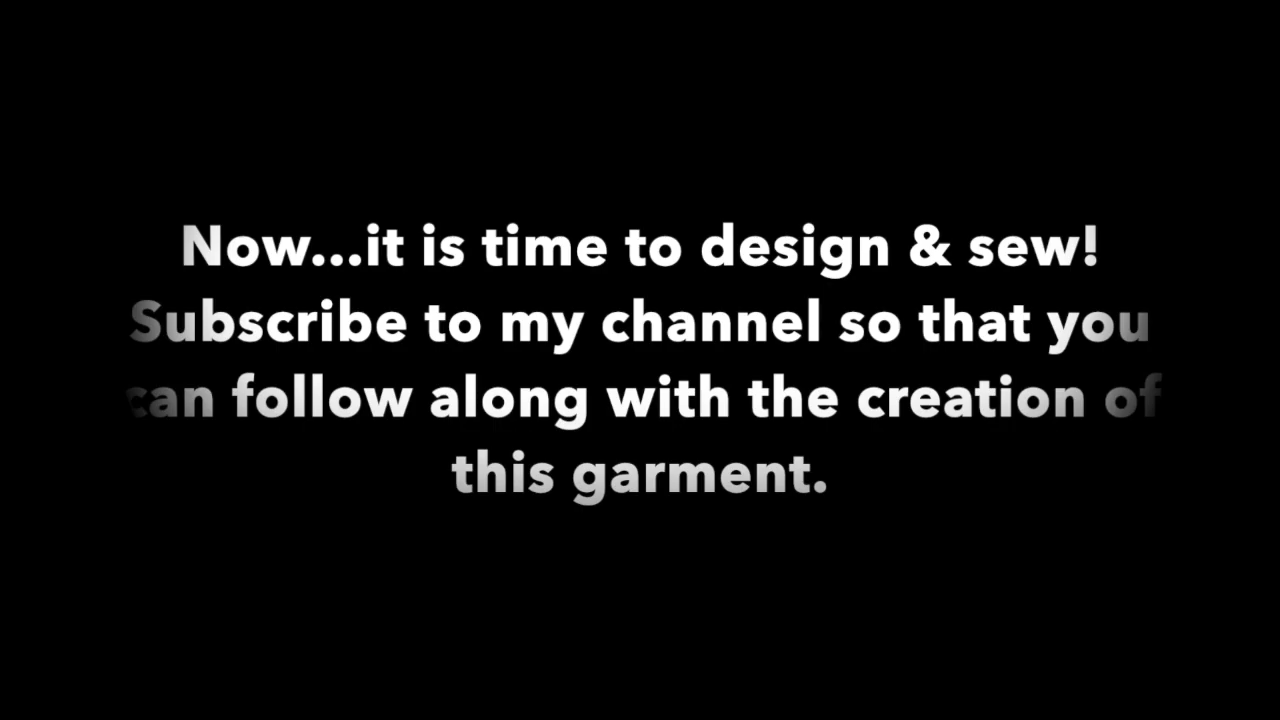 Now...it is time to design & sew!
Subscribe to my channel so that you
can follow along with the creation of
this garment.